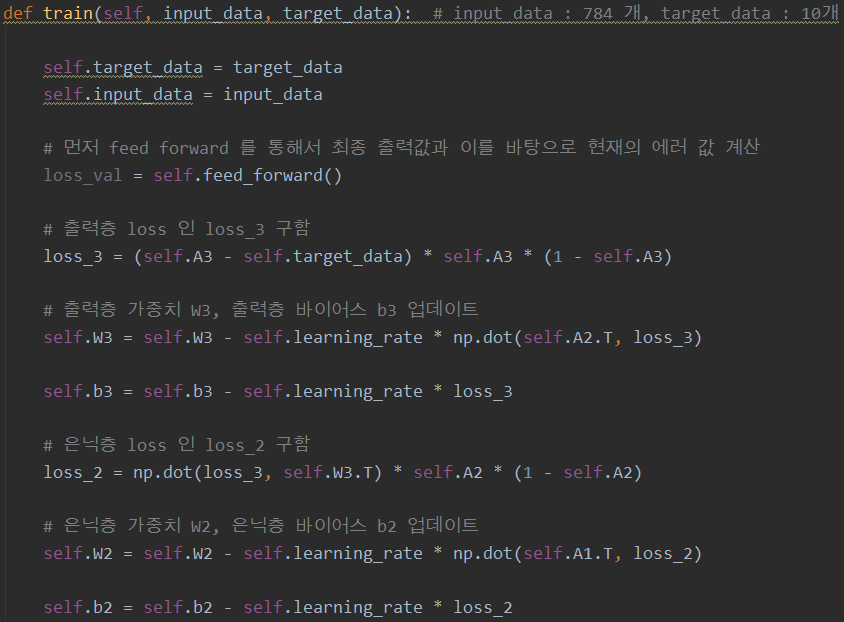 def train(self, input_data, target_data):  # input_data : 784 개, target_data : 10개
self.target_data = target_data
self.input_data = input_data
# 먼저 feed forward 를 통해서 최종 출력값과 이를 바탕으로 현재의 에러 값 계산
loss_val = self.feed_forward()
# 출력층 loss 인 loss_3 구함
loss_3 = (self.A3 - self.target_data) * self.A3 * (1 - self.A3)
# 출력층 가중치 W3, 출력층 바이어스 b3 업데이트
self.W3 = self.W3 - self.learning_rate * np.dot(self.A2.T, loss_3)
self.b3 = self.b3 - self.learning_rate * loss_3
# 은닉층 loss 인 loss_2 구함
loss_2 = np.dot(loss_3, self.W3.T) * self.A2 * (1 - self.A2)
# 은닉층 가중치 W2, 은닉층 바이어스 b2 업데이트
self.W2 = self.W2 - self.learning_rate * np.dot(self.A1.T, loss_2)
self.b2 = self.b2 - self.learning_rate * loss_2